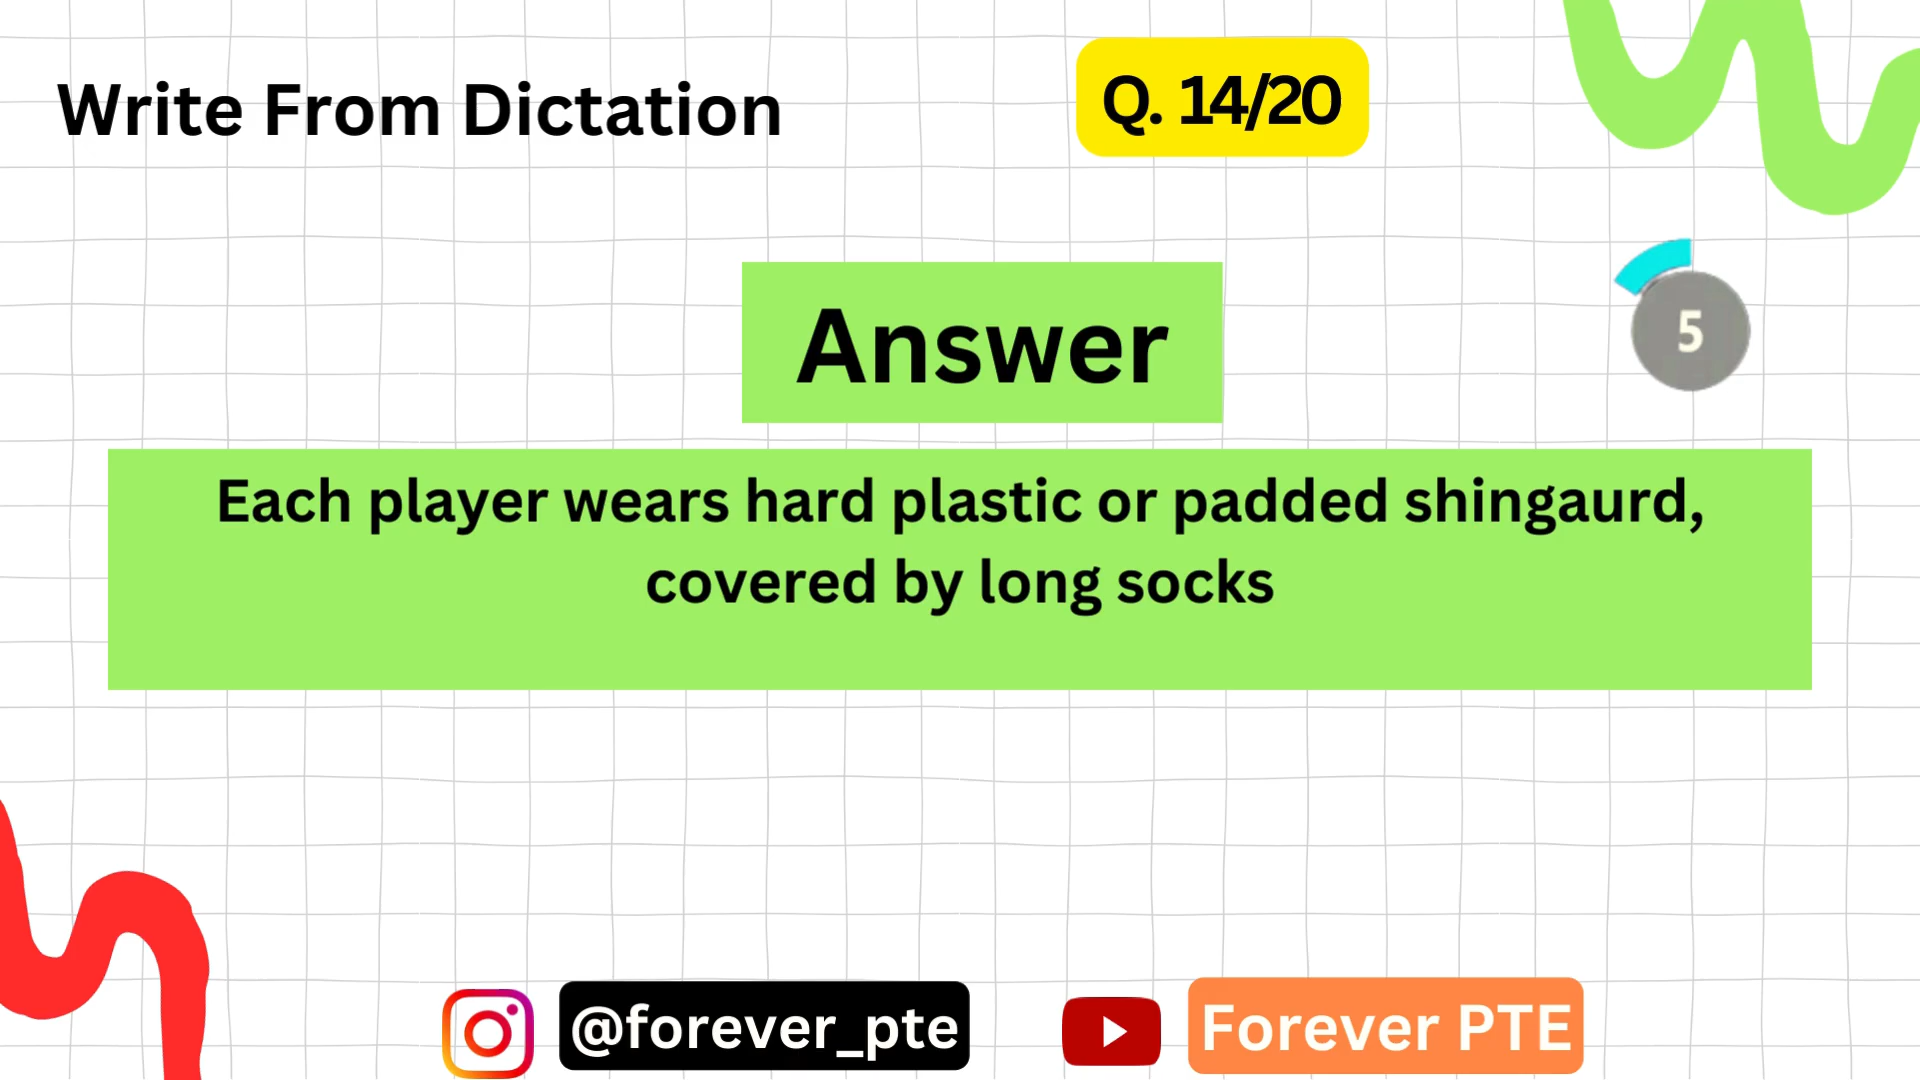 Write From Dictation
Q. 14/20
Answer
5
Each player wears hard plastic or padded shingaurd,
covered by long socks
@forever_pte
Forever PTE